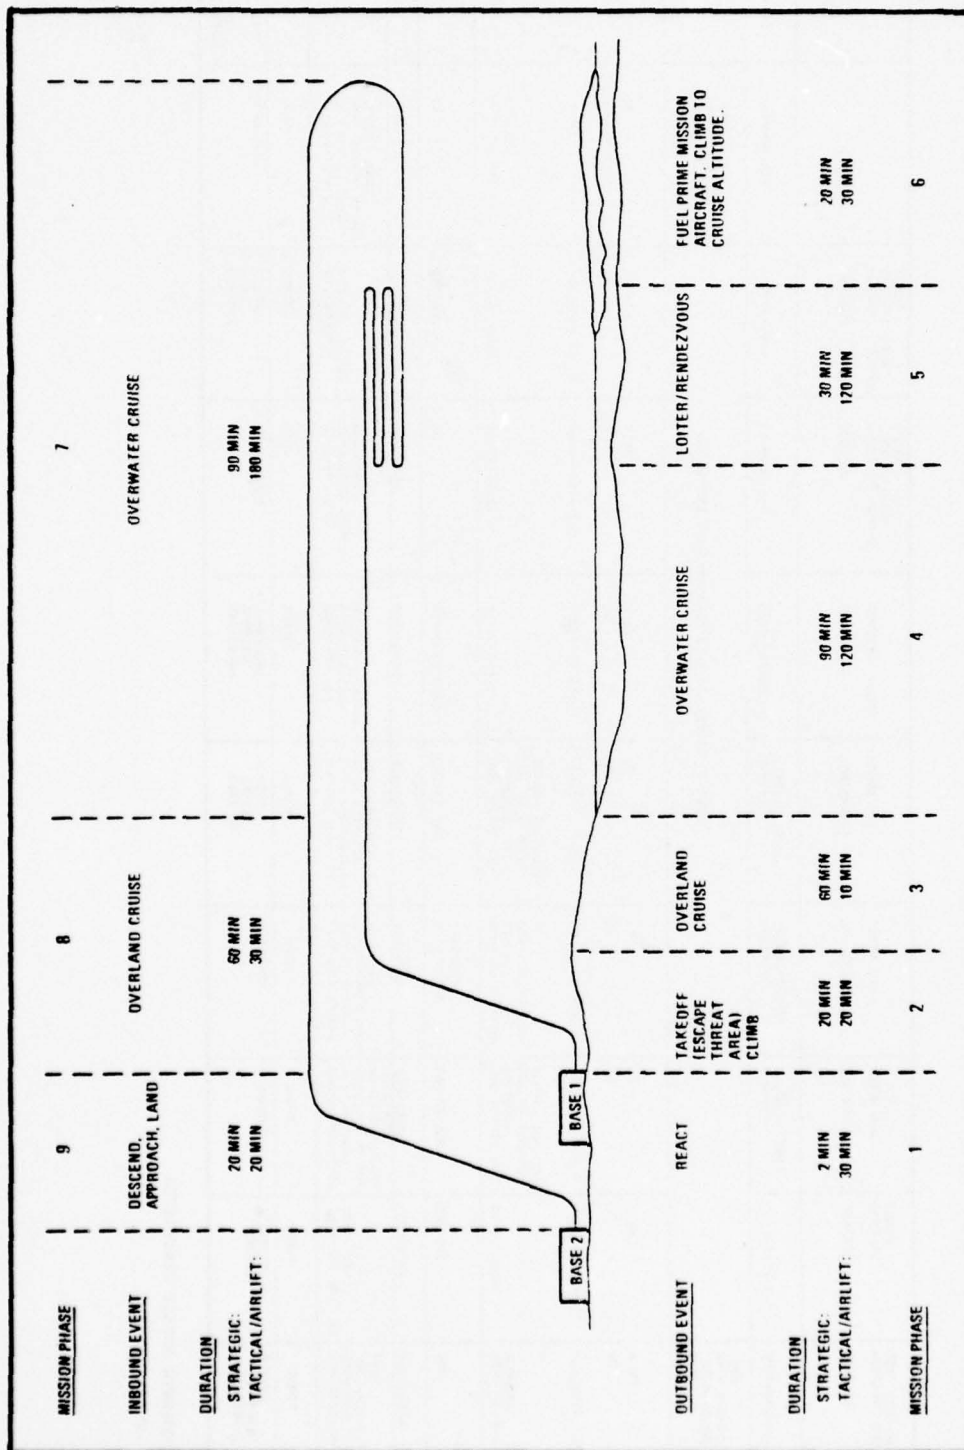 MISSION PHASE 9 8 7
INBOUND EVENT
DESCEND,
APPROACH, LAND
OVERLAND CRUISE
OVERWATER CRUISE
DURATION
STRATEGIC: 20 MIN 60 MIN 90 MIN
TACTICAL/AIRLIFT: 20 MIN 30 MIN 180 MIN
BASE 2
BASE 1
OUTBOUND EVENT
REACT
TAKEOFF
(ESCAPE
THREAT
AREA)
CLIMB
OVERLAND
CRUISE
OVERWATER CRUISE
LOITER/RENDEZVOUS
FUEL PRIME MISSION
AIRCRAFT. CLIMB TO
CRUISE ALTITUDE.
DURATION
STRATEGIC: 2 MIN 20 MIN 60 MIN 90 MIN 30 MIN 20 MIN
TACTICAL/AIRLIFT: 30 MIN 20 MIN 10 MIN 120 MIN 120 MIN 30 MIN
MISSION PHASE 1 2 3 4 5 6